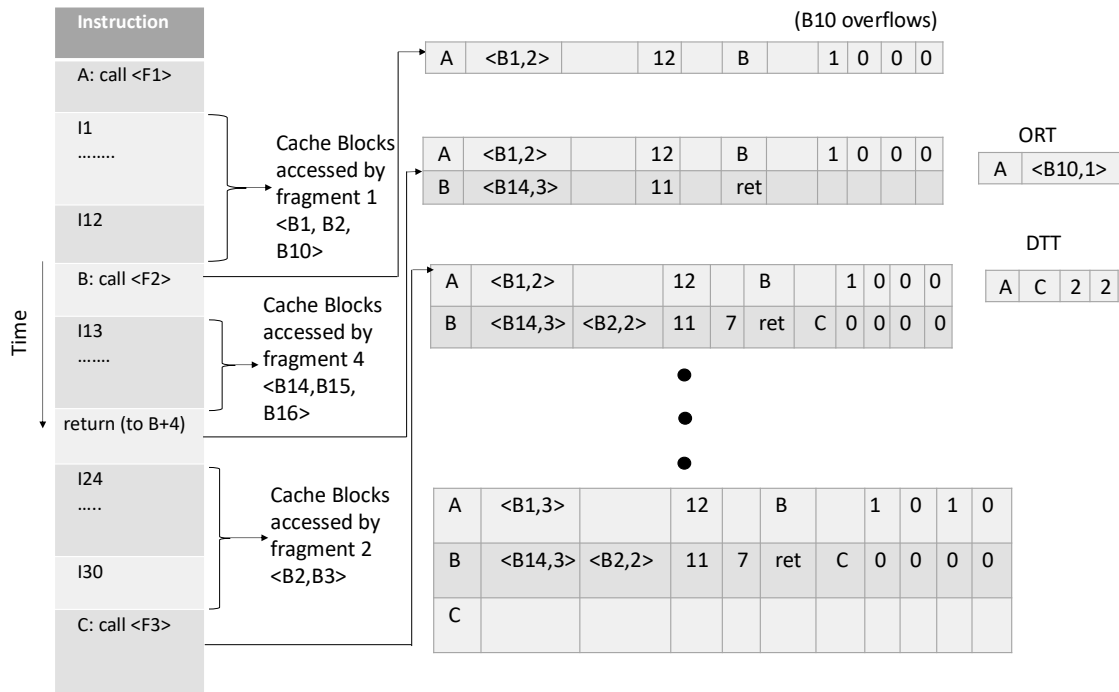 Instruction
A: call <F1>
I1
……..
I12
B: call <F2>
I13
…….
return (to B+4)
I24
…..
I30
C: call <F3>
Time
Cache Blocks
accessed by
fragment 1
<B1, B2,
B10>
Cache Blocks
accessed by
fragment 4
<B14,B15,
B16>
Cache Blocks
accessed by
fragment 2
<B2,B3>
(B10 overflows)
A <B1,2> 12 B 1 0 0 0
A <B1,2> 12 B 1 0 0 0
B <B14,3> 11 ret
ORT
A <B10,1>
DTT
A C 2 2
A <B1,2> 12 B 1 0 0 0
B <B14,3> <B2,2> 11 7 ret C 0 0 0 0
A <B1,3> 12 B 1 0 1 0
B <B14,3> <B2,2> 11 7 ret C 0 0 0 0
C